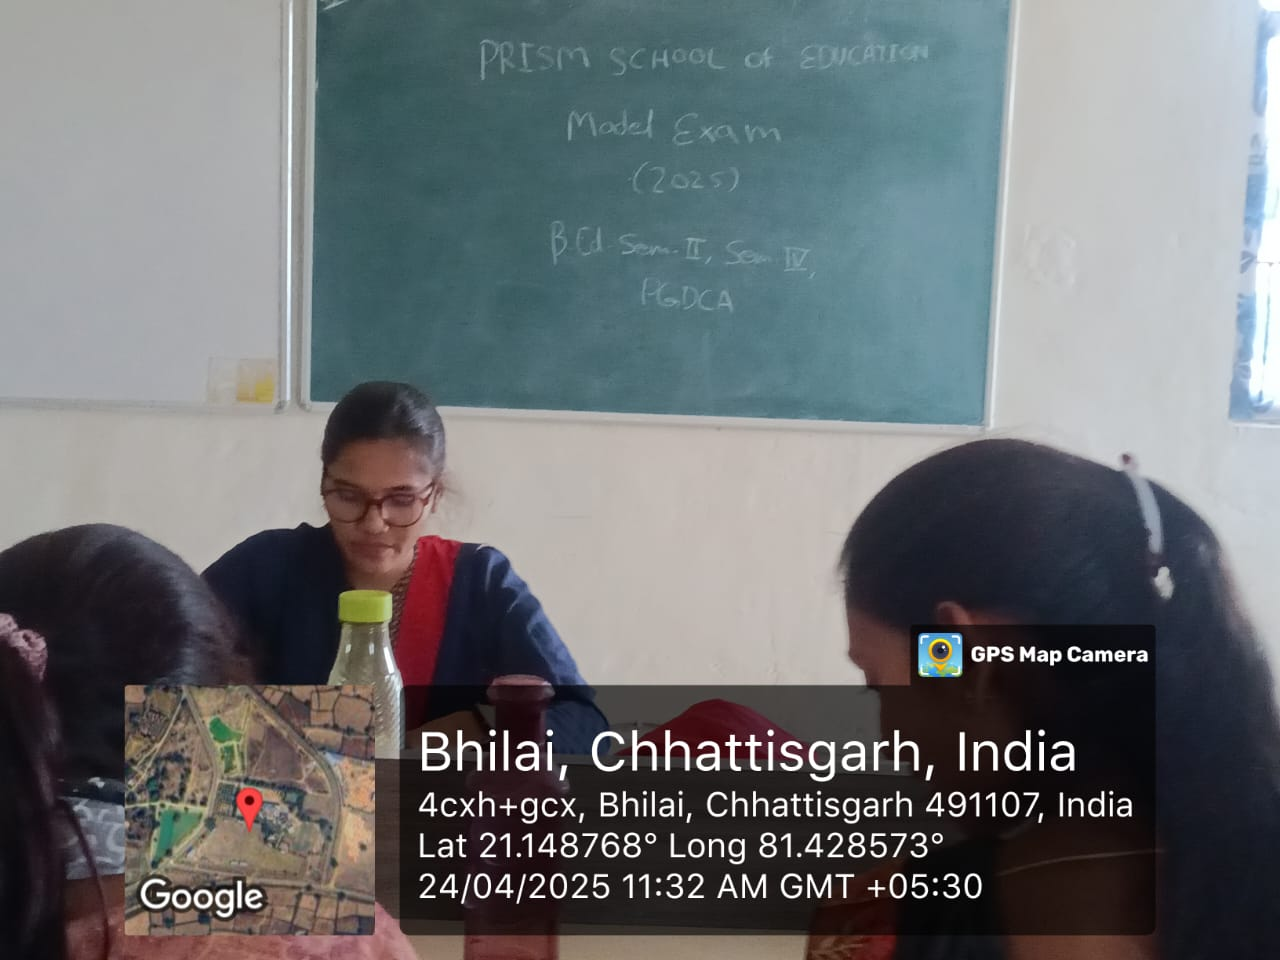 PRISM SCHOOL of EDUCATION
Model Exam
(2025)
B.Ed. Sem. II, Sem. IV,
PGDCA
GPS Map Camera
Bhilai, Chhattisgarh, India
4cxh+gcx, Bhilai, Chhattisgarh 491107, India
Lat 21.148768° Long 81.428573°
24/04/2025 11:32 AM GMT +05:30
Google